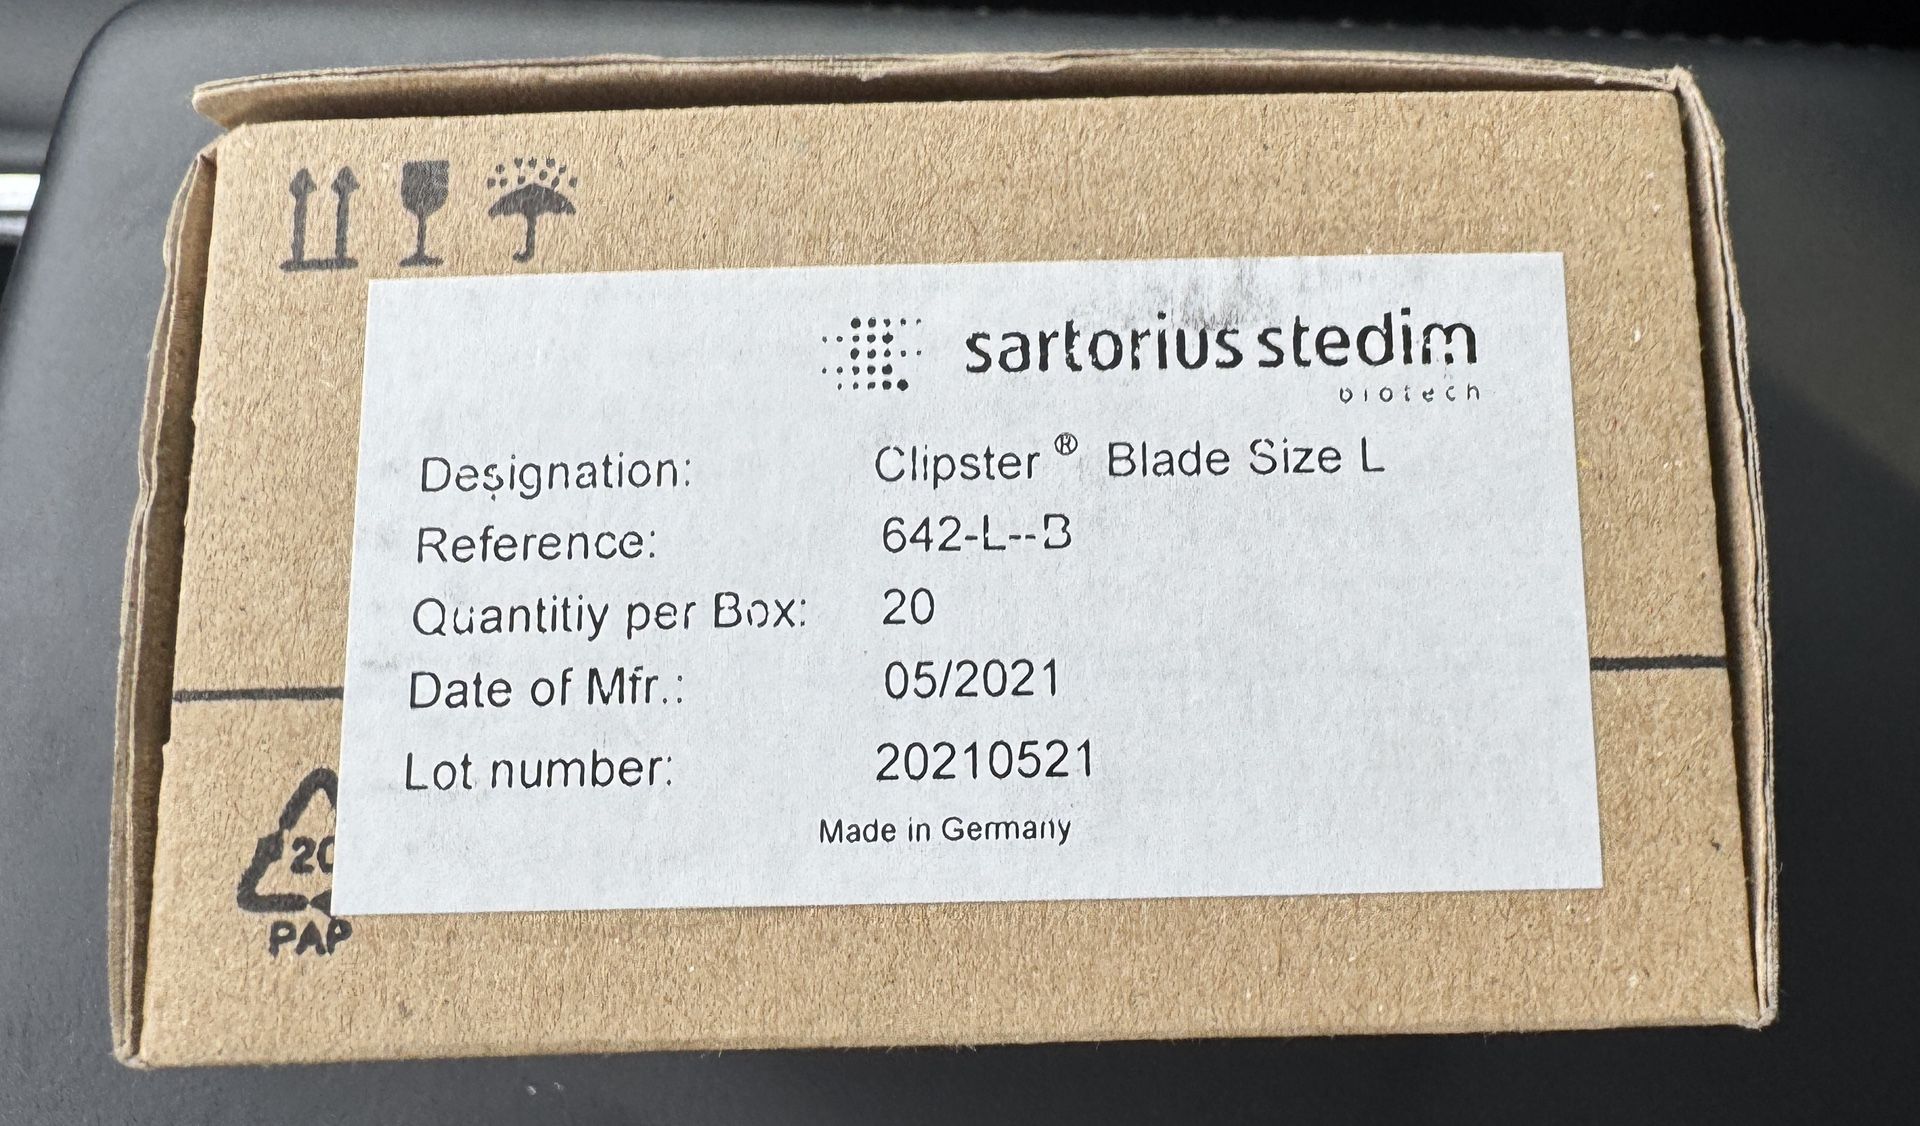 sartorius stedim
biotech
Designation: Clipster® Blade Size L
Reference: 642-L--B
Quantitiy per Box: 20
Date of Mfr.: 05/2021
Lot number: 20210521
Made in Germany
20
PAP